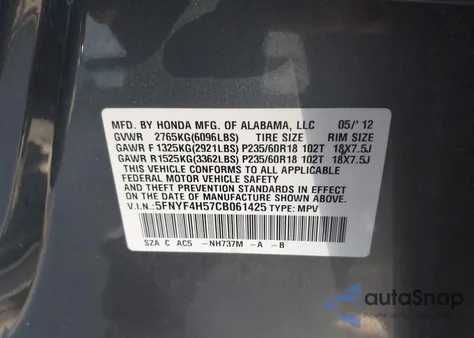 MFD. BY HONDA MFG. OF ALABAMA, LLC 05/'12
GVWR 2765KG(6096LBS) TIRE SIZE RIM SIZE
GAWR F 1325KG(2921LBS) P235/60R18 102T 18X7.5J
GAWR R 1525KG(3362LBS) P235/60R18 102T 18X7.5J
THIS VEHICLE CONFORMS TO ALL APPLICABLE
FEDERAL MOTOR VEHICLE SAFETY
AND THEFT PREVENTION STANDARDS IN EFFECT
ON THE DATE OF MANUFACTURE SHOWN ABOVE.
V.I.N.: 5FNYF4H57CB061425 TYPE: MPV
SZA C AC5 -NH737M -A -B
autoSnap